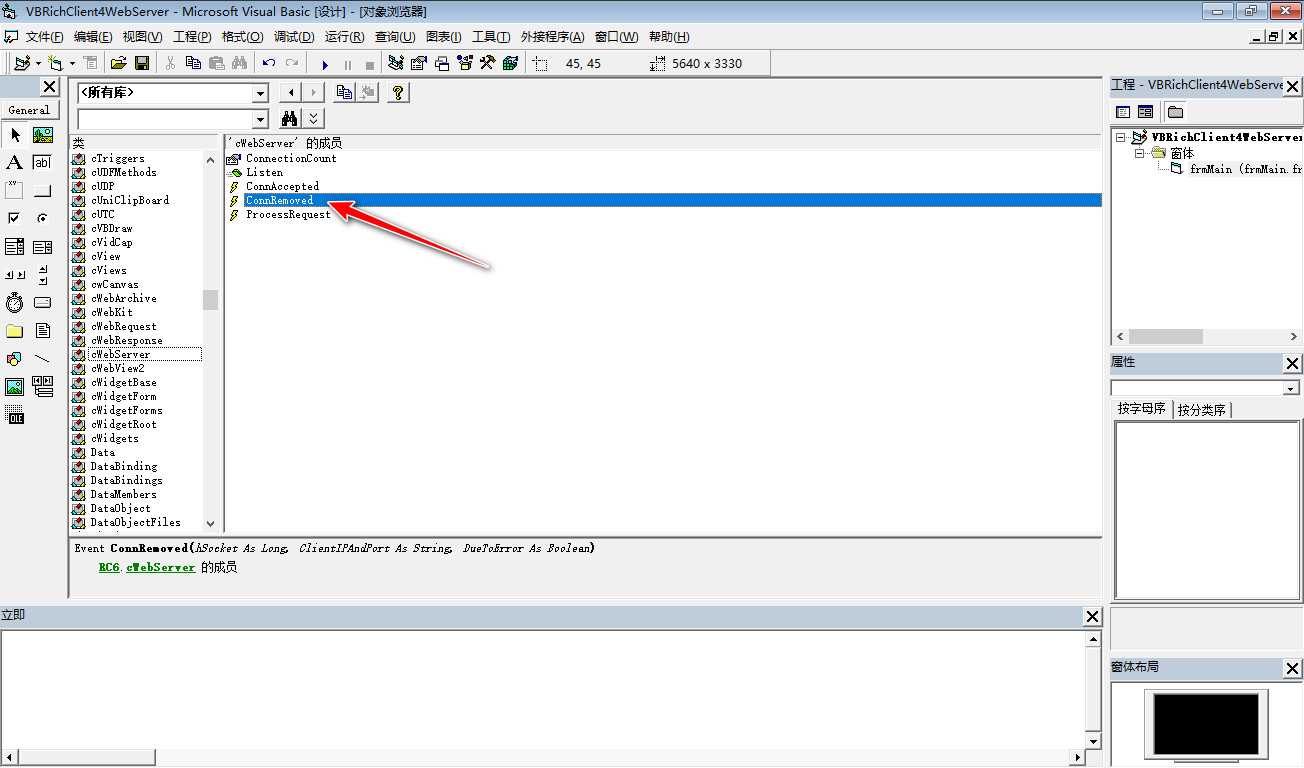 VBRichClient4WebServer - Microsoft Visual Basic [设计] - [对象浏览器]
文件(F) 编辑(E) 视图(V) 工程(P) 格式(O) 调试(D) 运行(R) 查询(U) 图表(I) 工具(T) 外接程序(A) 窗口(W) 帮助(H)
45, 45 5640 x 3330
General
A
ab
xy
OLE
<所有库>
类
cTriggers
cUDFMethods
cUDP
cUniClipBoard
cUTC
cVBDraw
cVidCap
cView
cViews
cwCanvas
cWebArchive
cWebKit
cWebRequest
cWebResponse
cWebServer
cWebView2
cWidgetBase
cWidgetForm
cWidgetForms
cWidgetRoot
cWidgets
Data
DataBinding
DataBindings
DataMembers
DataObject
DataObjectFiles
'cWebServer' 的成员
ConnectionCount
Listen
ConnAccepted
ConnRemoved
ProcessRequest
Event ConnRemoved(hSocket As Long, ClientIPAndPort As String, DueToError As Boolean)
RC6.cWebServer 的成员
立即
工程 - VBRichClient4WebServe
VBRichClient4WebServer
窗体
frmMain (frmMain.fr
属性
按字母序 按分类序
窗体布局